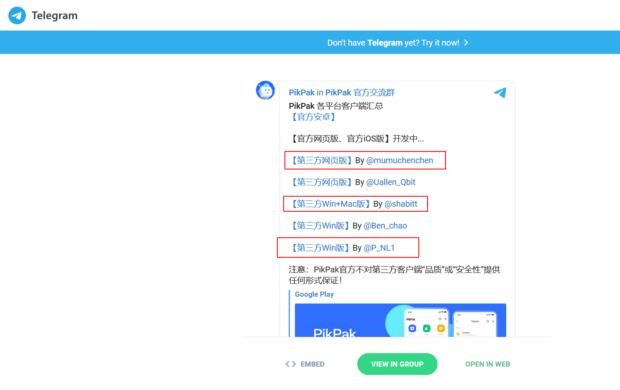 Telegram
Don't have Telegram yet? Try it now!
PikPak in PikPak 官方交流群
PikPak 各平台客户端汇总
【官方安卓】
【官方网页版、官方iOS版】开发中...
【第三方网页版】By @mumuchenchen
【第三方网页版】By @Uallen_Qbit
【第三方Win+Mac版】By @shabitt
【第三方Win版】By @Ben_chao
【第三方Win版】By @P_NL1
注意：PikPak官方不对第三方客户端“品质”或“安全性”提供
任何形式保证！
Google Play
PikPak
EMBED
VIEW IN GROUP
OPEN IN WEB